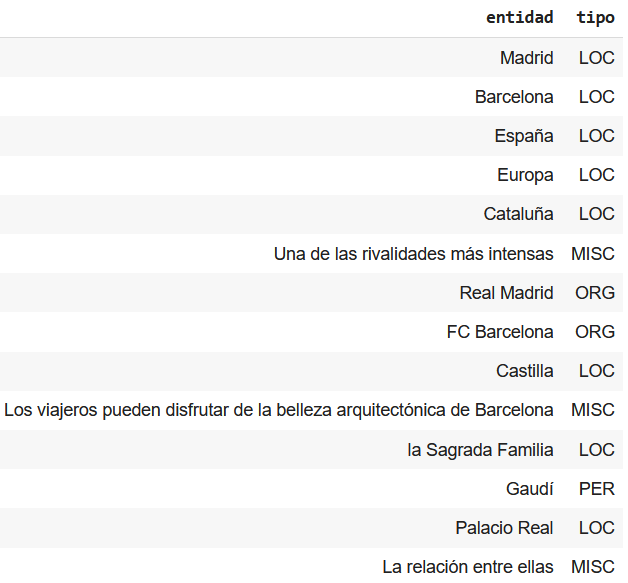 entidad tipo
Madrid LOC
Barcelona LOC
España LOC
Europa LOC
Cataluña LOC
Una de las rivalidades más intensas MISC
Real Madrid ORG
FC Barcelona ORG
Castilla LOC
Los viajeros pueden disfrutar de la belleza arquitectónica de Barcelona MISC
la Sagrada Familia LOC
Gaudí PER
Palacio Real LOC
La relación entre ellas MISC